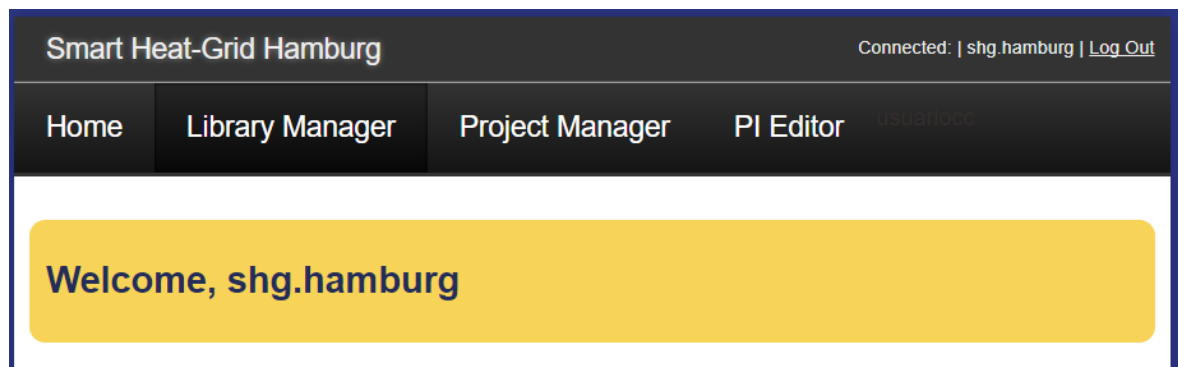 Smart Heat-Grid Hamburg Connected: | shg.hamburg | Log Out
Home Library Manager Project Manager PI Editor usuariocc
Welcome, shg.hamburg